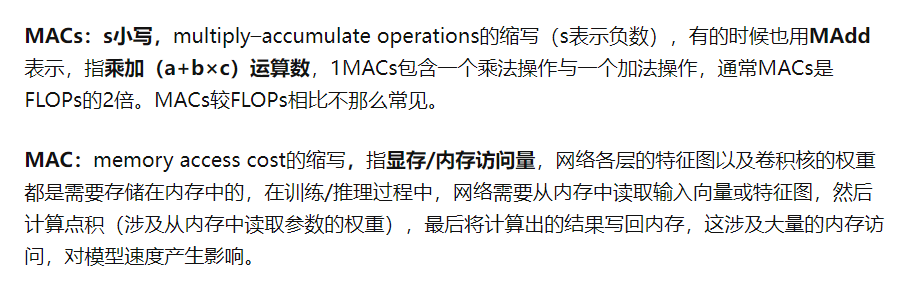 MACs：s小写，multiply–accumulate operations的缩写（s表示负数），有的时候也用MAdd
表示，指乘加（a+b×c）运算数，1MACs包含一个乘法操作与一个加法操作，通常MACs是
FLOPs的2倍。MACs较FLOPs相比不那么常见。
MAC：memory access cost的缩写，指显存/内存访问量，网络各层的特征图以及卷积核的权重
都是需要存储在内存中的，在训练/推理过程中，网络需要从内存中读取输入向量或特征图，然后
计算点积（涉及从内存中读取参数的权重），最后将计算出的结果写回内存，这涉及大量的内存访
问，对模型速度产生影响。